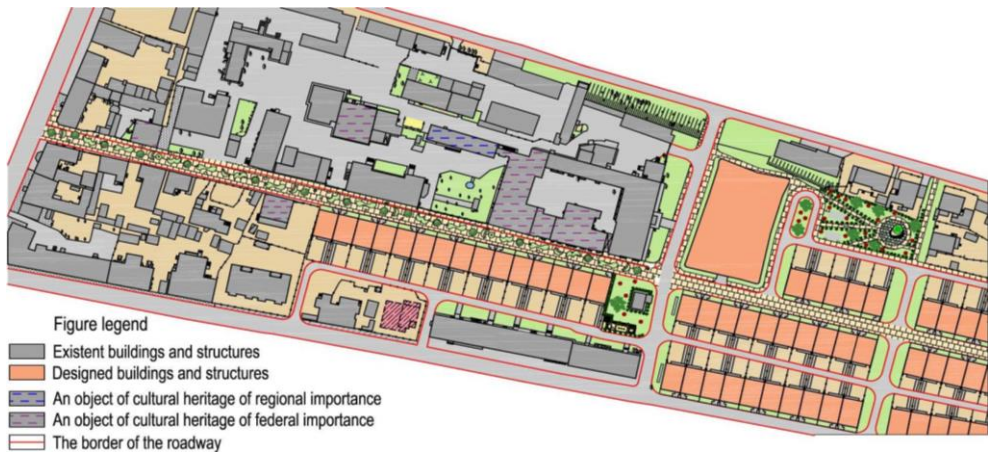 Figure legend
Existent buildings and structures
Designed buildings and structures
An object of cultural heritage of regional importance
An object of cultural heritage of federal importance
The border of the roadway